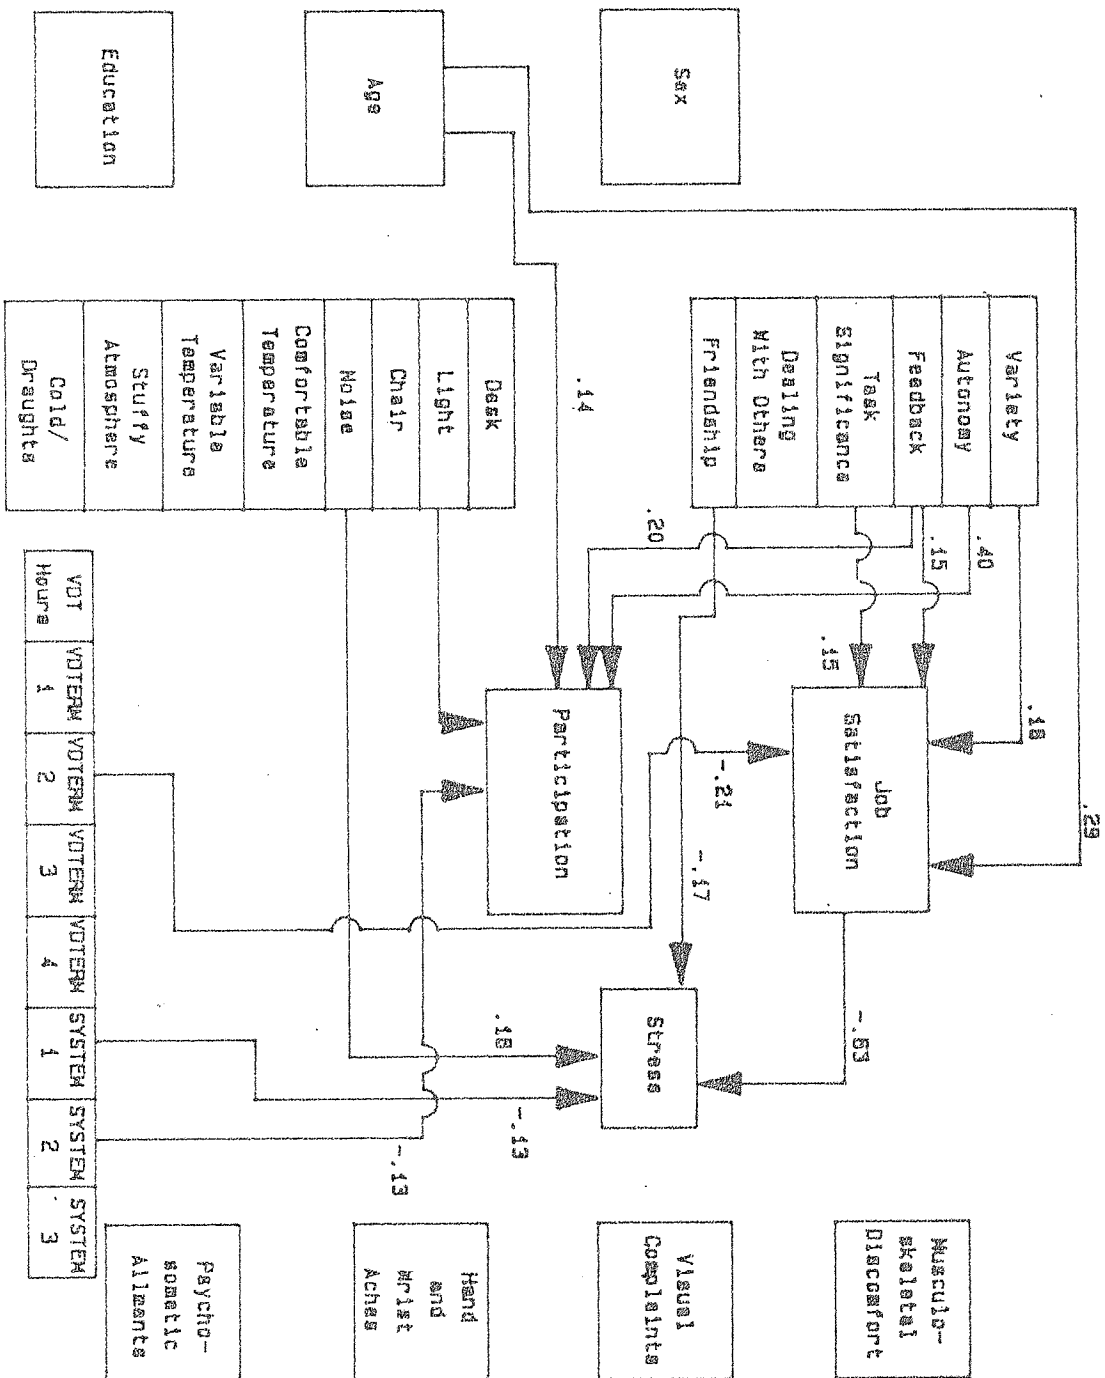 Sex
Age
Education
Variety
Autonomy
Feedback
Task
Significance
Dealing
With Others
Friendship
Desk
Light
Chair
Noise
Comfortable
Temperature
Variable
Temperature
Stuffy
Atmosphere
Cold/
Draughts
VDT
Hours
VDTERM
1
VDTERM
2
VDTERM
3
VDTERM
4
SYSTEM
1
SYSTEM
2
SYSTEM
3
.29
.18
.40
.15
.15
.20
.14
Job
Satisfaction
Participation
-.21
-.17
-.53
Stress
.18
-.13
-.13
Musculo-
skeletal
Discomfort
Visual
Complaints
Hand
and
Wrist
Aches
Psycho-
somatic
Ailments